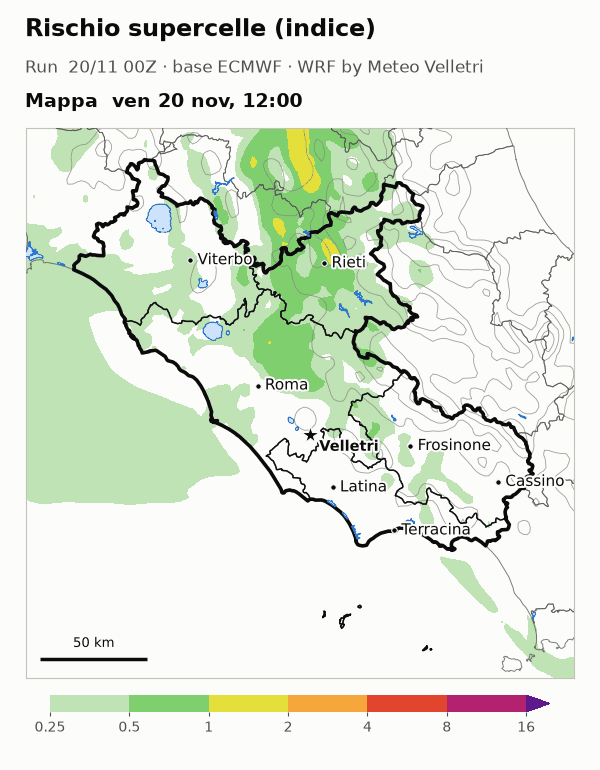 Rischio supercelle (indice)
Run  20/11 00Z · base ECMWF · WRF by Meteo Velletri
Mappa  ven 20 nov, 12:00
Viterbo
Rieti
Roma
Velletri
Frosinone
Latina
Cassino
Terracina
50 km
0.25 0.5 1 2 4 8 16